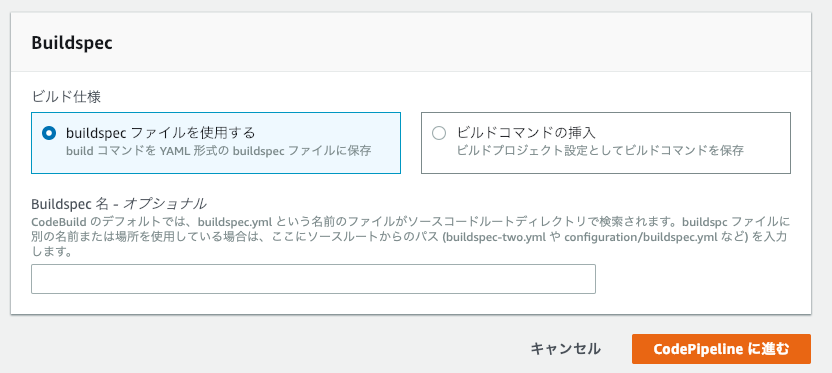 Buildspec
ビルド仕様
buildspec ファイルを使用する
build コマンドを YAML 形式の buildspec ファイルに保存
ビルドコマンドの挿入
ビルドプロジェクト設定としてビルドコマンドを保存
Buildspec 名 - オプショナル
CodeBuild のデフォルトでは、buildspec.yml という名前のファイルがソースコードルートディレクトリで検索されます。buildspc ファイルに
別の名前または場所を使用している場合は、ここにソースルートからのパス (buildspec-two.yml や configuration/buildspec.yml など) を入力
します。
キャンセル
CodePipeline に進む